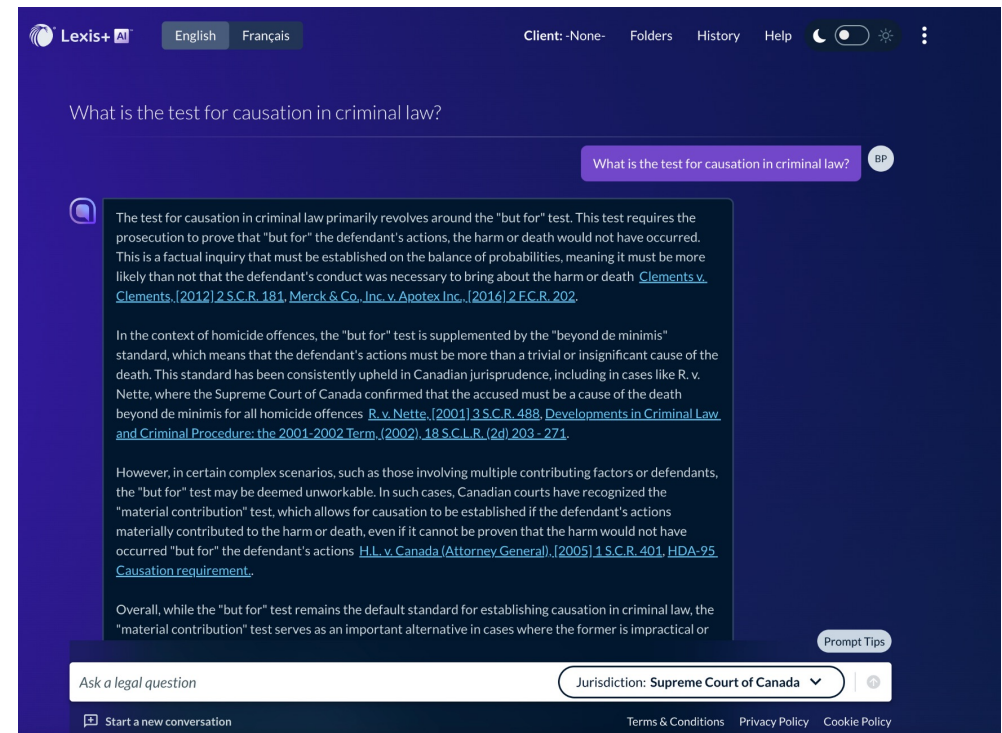 Lexis+ AI™ English Français Client: -None- Folders History Help
What is the test for causation in criminal law?
What is the test for causation in criminal law? BP
The test for causation in criminal law primarily revolves around the "but for" test. This test requires the
prosecution to prove that "but for" the defendant's actions, the harm or death would not have occurred.
This is a factual inquiry that must be established on the balance of probabilities, meaning it must be more
likely than not that the defendant's conduct was necessary to bring about the harm or death Clements v.
Clements, [2012] 2 S.C.R. 181, Merck & Co., Inc. v. Apotex Inc., [2016] 2 F.C.R. 202.
In the context of homicide offences, the "but for" test is supplemented by the "beyond de minimis"
standard, which means that the defendant's actions must be more than a trivial or insignificant cause of the
death. This standard has been consistently upheld in Canadian jurisprudence, including in cases like R. v.
Nette, where the Supreme Court of Canada confirmed that the accused must be a cause of the death
beyond de minimis for all homicide offences R. v. Nette, [2001] 3 S.C.R. 488, Developments in Criminal Law
and Criminal Procedure: the 2001-2002 Term, (2002), 18 S.C.L.R. (2d) 203 - 271.
However, in certain complex scenarios, such as those involving multiple contributing factors or defendants,
the "but for" test may be deemed unworkable. In such cases, Canadian courts have recognized the
"material contribution" test, which allows for causation to be established if the defendant's actions
materially contributed to the harm or death, even if it cannot be proven that the harm would not have
occurred "but for" the defendant's actions H.L. v. Canada (Attorney General), [2005] 1 S.C.R. 401, HDA-95
Causation requirement..
Overall, while the "but for" test remains the default standard for establishing causation in criminal law, the
"material contribution" test serves as an important alternative in cases where the former is impractical or
Prompt Tips
Ask a legal question Jurisdiction: Supreme Court of Canada
Start a new conversation Terms & Conditions Privacy Policy Cookie Policy